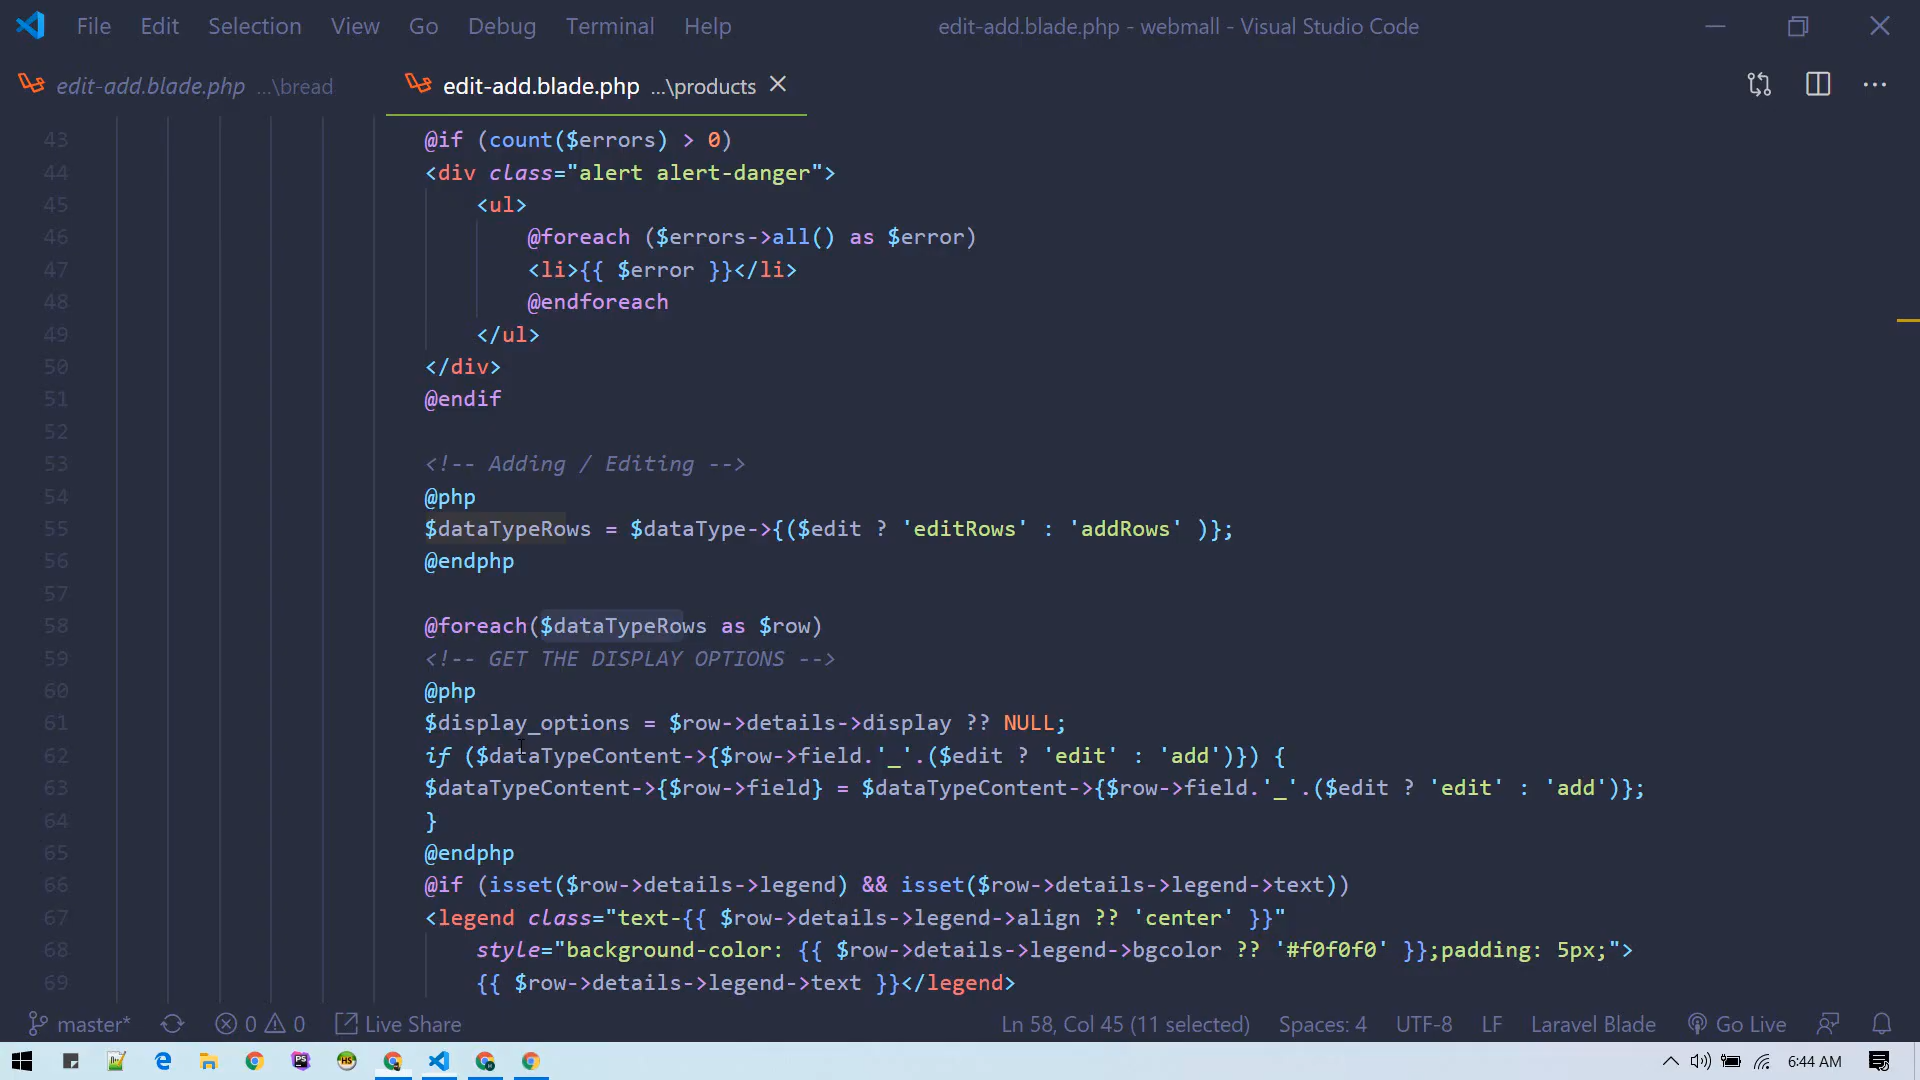 File Edit Selection View Go Debug Terminal Help edit-add.blade.php - webmall - Visual Studio Code
edit-add.blade.php ...\bread edit-add.blade.php ...\products
43 @if (count($errors) > 0)
44 <div class="alert alert-danger">
45 <ul>
46 @foreach ($errors->all() as $error)
47 <li>{{ $error }}</li>
48 @endforeach
49 </ul>
50 </div>
51 @endif
52
53 <!-- Adding / Editing -->
54 @php
55 $dataTypeRows = $dataType->{($edit ? 'editRows' : 'addRows' )};
56 @endphp
57
58 @foreach($dataTypeRows as $row)
59 <!-- GET THE DISPLAY OPTIONS -->
60 @php
61 $display_options = $row->details->display ?? NULL;
62 if ($dataTypeContent->{$row->field.'_'.($edit ? 'edit' : 'add')}) {
63 $dataTypeContent->{$row->field} = $dataTypeContent->{$row->field.'_'.($edit ? 'edit' : 'add')};
64 }
65 @endphp
66 @if (isset($row->details->legend) && isset($row->details->legend->text))
67 <legend class="text-{{ $row->details->legend->align ?? 'center' }}"
68 style="background-color: {{ $row->details->legend->bgcolor ?? '#f0f0f0' }};padding: 5px;">
69 {{ $row->details->legend->text }}</legend>
master* 0 0 Live Share Ln 58, Col 45 (11 selected) Spaces: 4 UTF-8 LF Laravel Blade Go Live
6:44 AM